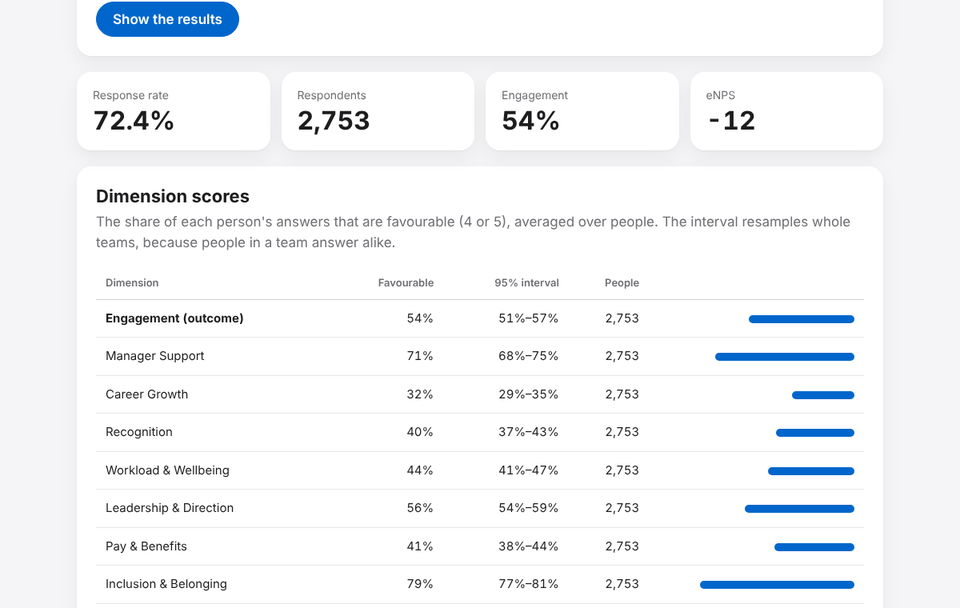 Show the results
Response rate
72.4%
Respondents
2,753
Engagement
54%
eNPS
-12
Dimension scores
The share of each person's answers that are favourable (4 or 5), averaged over people. The interval resamples whole
teams, because people in a team answer alike.
Dimension Favourable 95% interval People
Engagement (outcome) 54% 51%–57% 2,753
Manager Support 71% 68%–75% 2,753
Career Growth 32% 29%–35% 2,753
Recognition 40% 37%–43% 2,753
Workload & Wellbeing 44% 41%–47% 2,753
Leadership & Direction 56% 54%–59% 2,753
Pay & Benefits 41% 38%–44% 2,753
Inclusion & Belonging 79% 77%–81% 2,753